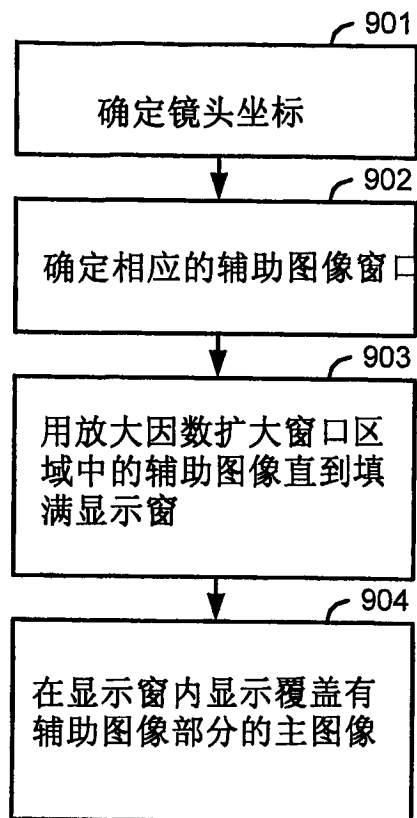 901
确定镜头坐标
902
确定相应的辅助图像窗口
903
用放大因数扩大窗口区
域中的辅助图像直到填
满显示窗
904
在显示窗内显示覆盖有
辅助图像部分的主图像